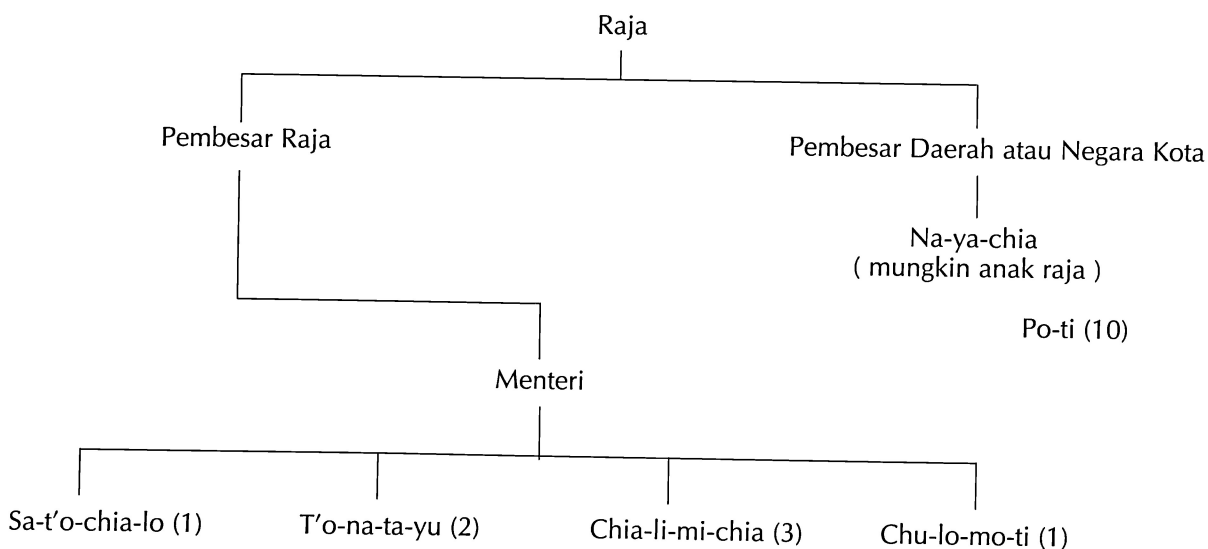 Raja
Pembesar Raja
Pembesar Daerah atau Negara Kota
Na-ya-chia
( mungkin anak raja )
Po-ti (10)
Menteri
Sa-t'o-chia-lo (1)
T'o-na-ta-yu (2)
Chia-li-mi-chia (3)
Chu-lo-mo-ti (1)